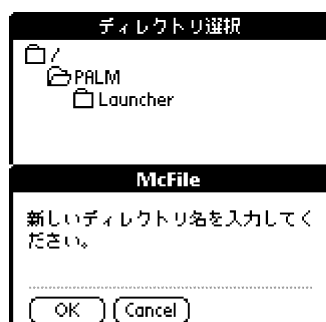 ディレクトリ選択
/
PALM
Launcher
McFile
新しいディレクトリ名を入力してく
ださい。
OK Cancel